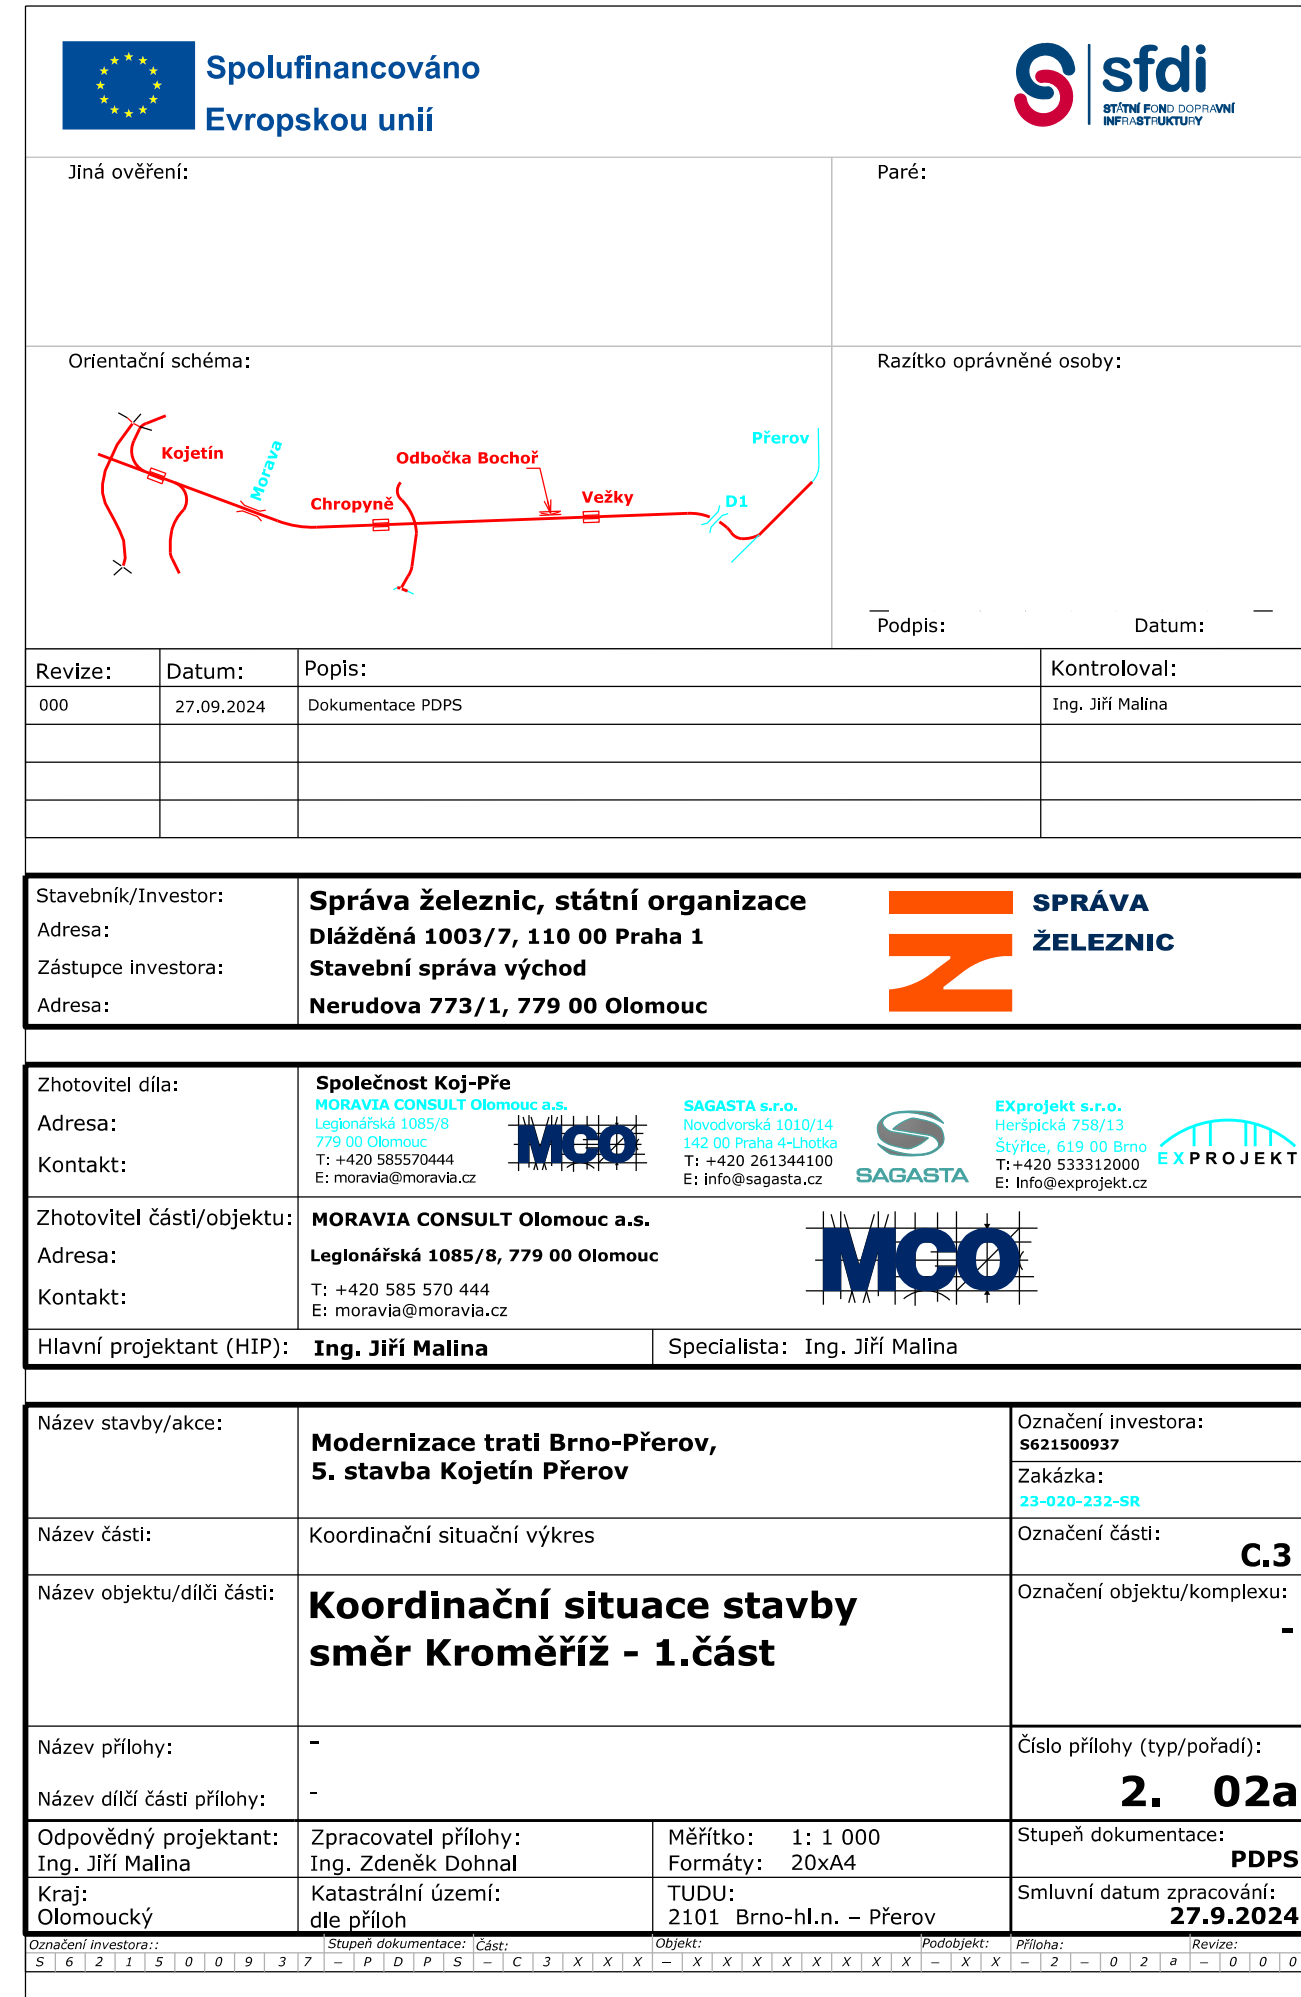 Spolufinancováno
Evropskou unií
sfdi
STÁTNÍ FOND DOPRAVNÍ
INFRASTRUKTURY
Jiná ověření:
Paré:
Orientační schéma:
Razítko oprávněné osoby:
Kojetín
Morava
Chropyně
Odbočka Bochoř
Vežky
D1
Přerov
Podpis: Datum:
Revize: Datum: Popis: Kontroloval:
000 27.09.2024 Dokumentace PDPS Ing. Jiří Malina
Stavebník/Investor: Správa železnic, státní organizace
Adresa: Dlážděná 1003/7, 110 00 Praha 1
Zástupce investora: Stavební správa východ
Adresa: Nerudova 773/1, 779 00 Olomouc
SPRÁVA
ŽELEZNIC
Zhotovitel díla:
Adresa:
Kontakt:
Společnost Koj-Pře
MORAVIA CONSULT Olomouc a.s.
Legionářská 1085/8
779 00 Olomouc
T: +420 585570444
E: moravia@moravia.cz
MCO
SAGASTA s.r.o.
Novodvorská 1010/14
142 00 Praha 4-Lhotka
T: +420 261344100
E: info@sagasta.cz
SAGASTA
EXprojekt s.r.o.
Heršpická 758/13
Štýřice, 619 00 Brno
T:+420 533312000
E: Info@exprojekt.cz
EXPROJEKT
Zhotovitel části/objektu: MORAVIA CONSULT Olomouc a.s.
Adresa: Legionářská 1085/8, 779 00 Olomouc
Kontakt: T: +420 585 570 444
E: moravia@moravia.cz
MCO
Hlavní projektant (HIP): Ing. Jiří Malina Specialista: Ing. Jiří Malina
Název stavby/akce:
Modernizace trati Brno-Přerov,
5. stavba Kojetín Přerov
Označení investora:
S621500937
Zakázka:
23-020-232-SR
Název části: Koordinační situační výkres
Označení části:
C.3
Název objektu/dílči části:
Koordinační situace stavby
směr Kroměříž - 1.část
Označení objektu/komplexu:
-
Název přílohy: -
Název dílčí části přílohy: -
Číslo přílohy (typ/pořadí):
2. 02a
Odpovědný projektant: Zpracovatel přílohy: Měřítko: 1: 1 000 Stupeň dokumentace:
Ing. Jiří Malina Ing. Zdeněk Dohnal Formáty: 20xA4 PDPS
Kraj: Katastrální území: TUDU: Smluvní datum zpracování:
Olomoucký dle příloh 2101 Brno-hl.n. – Přerov 27.9.2024
Označení investora:: Stupeň dokumentace: Část: Objekt: Podobjekt: Příloha: Revize:
S 6 2 1 5 0 0 9 3 7 – P D P S – C 3 X X X – X X X X X X X X – X X – 2 – 0 2 a – 0 0 0